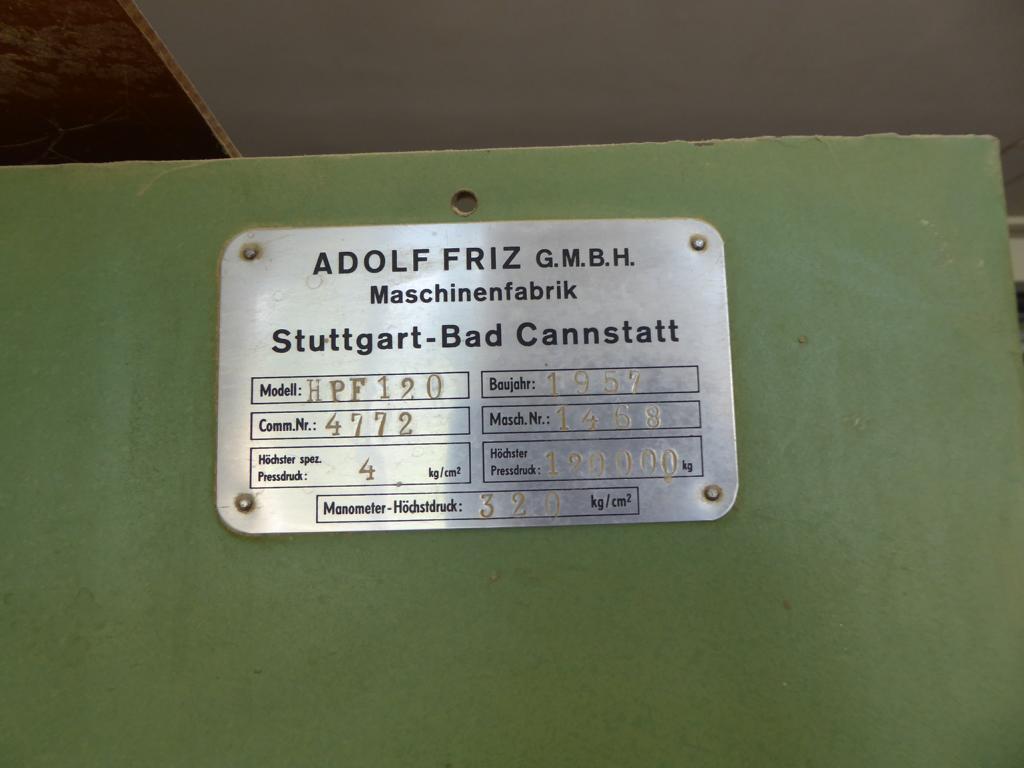 ADOLF FRIZ G.M.B.H.
Maschinenfabrik
Stuttgart-Bad Cannstatt
Modell: HPF 120 Baujahr: 1957
Comm.Nr.: 4772 Masch.Nr.: 1468
Höchster spez. Pressdruck: 4 kg/cm² Höchster Pressdruck: 120000 kg
Manometer-Höchstdruck: 320 kg/cm²